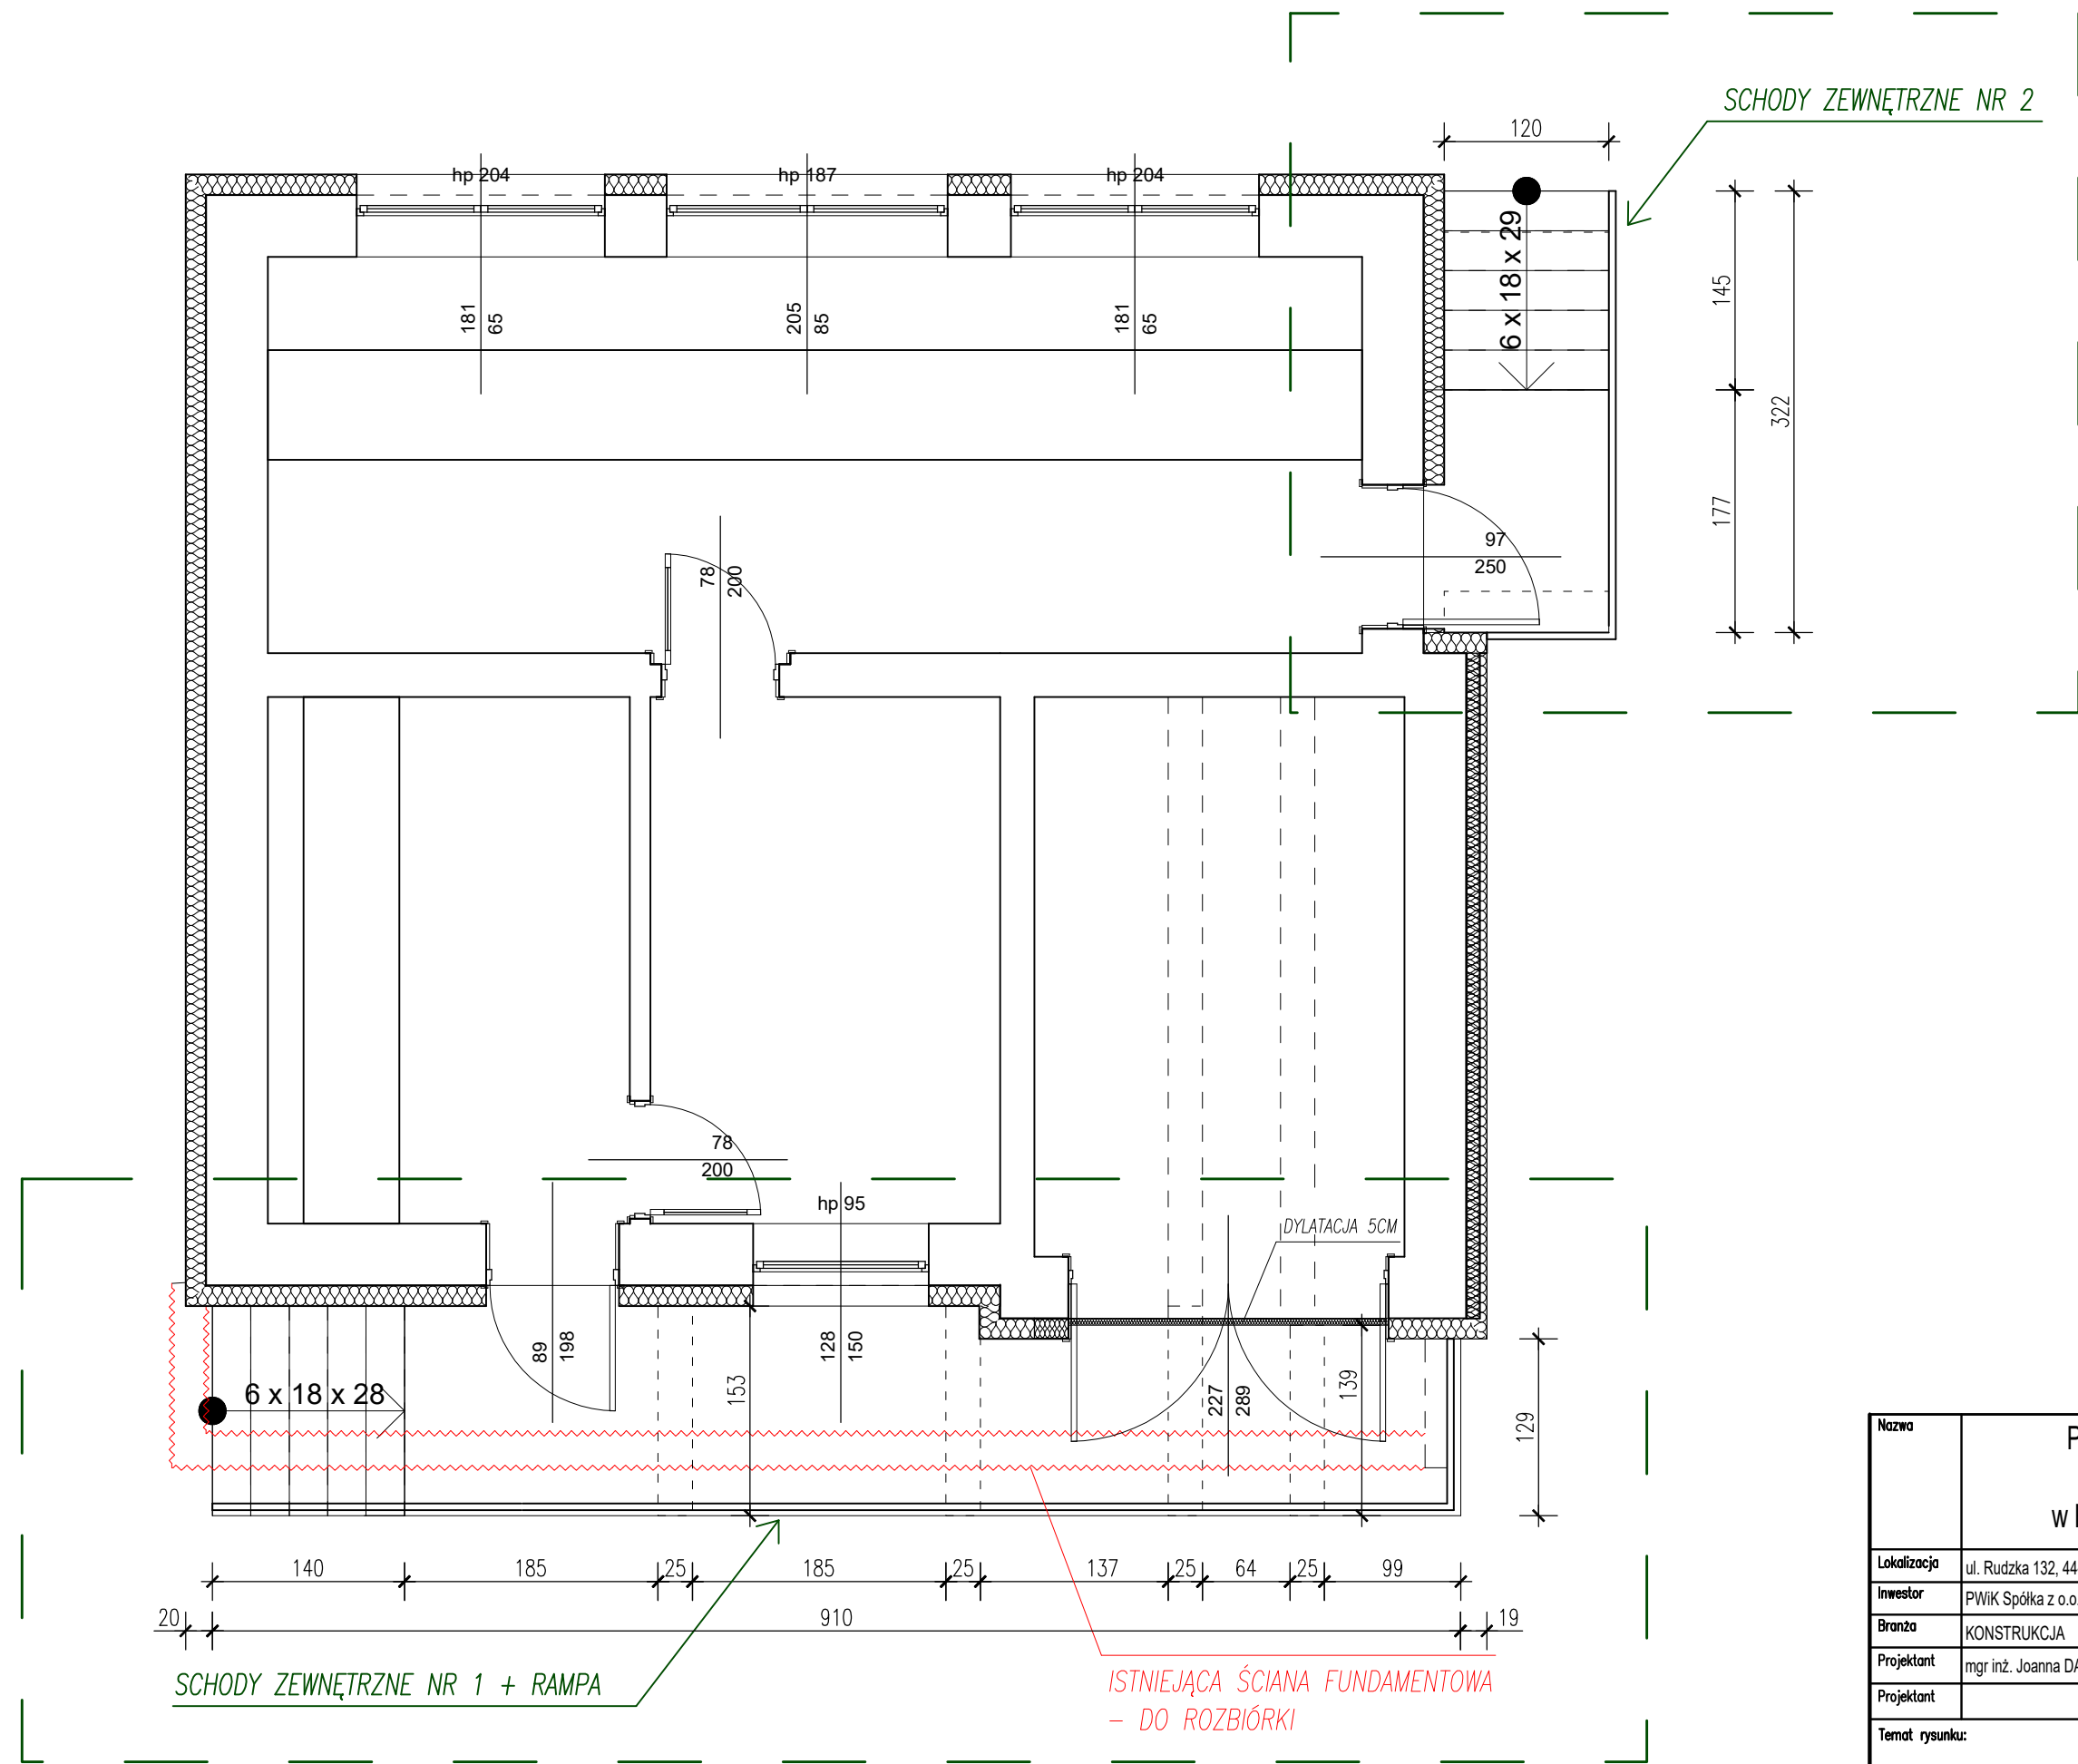 SCHODY ZEWNĘTRZNE NR 2
120
hp 204
hp 187
hp 204
6 x 18 x 29
145
322
177
181
65
205
85
181
65
97
250
78
200
78
200
hp 95
DYLATACJA 5CM
89
198
128
150
153
227
289
139
129
6 x 18 x 28
140
185
25
185
25
137
25
64
25
99
20
910
19
SCHODY ZEWNĘTRZNE NR 1 + RAMPA
ISTNIEJĄCA ŚCIANA FUNDAMENTOWA
– DO ROZBIÓRKI
Nazwa
P
w
Lokalizacja
ul. Rudzka 132, 44
Inwestor
PWiK Spółka z o.o.
Branża
KONSTRUKCJA
Projektant
mgr inż. Joanna
Projektant
Temat rysunku: